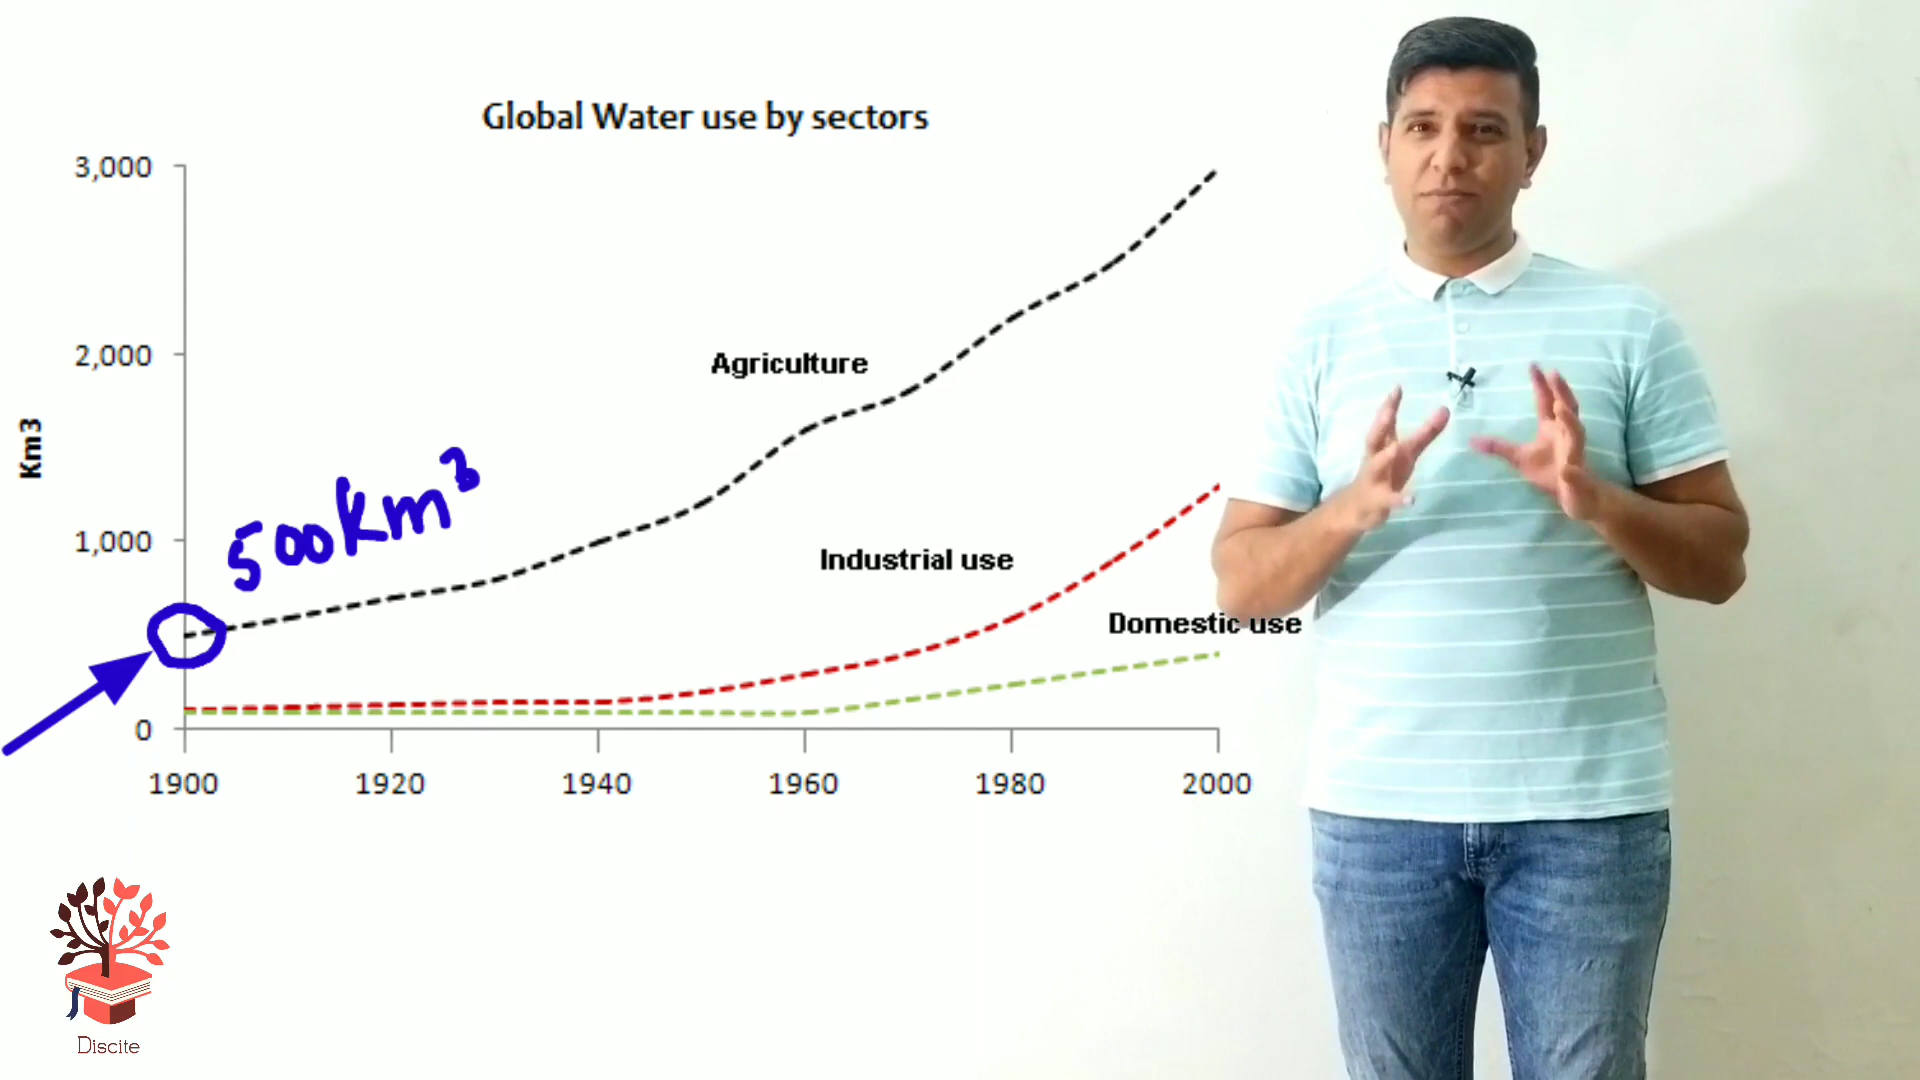 Global Water use by sectors
3,000
2,000
1,000
0
Km3
500km³
Agriculture
Industrial use
Domestic use
1900 1920 1940 1960 1980 2000
Discite